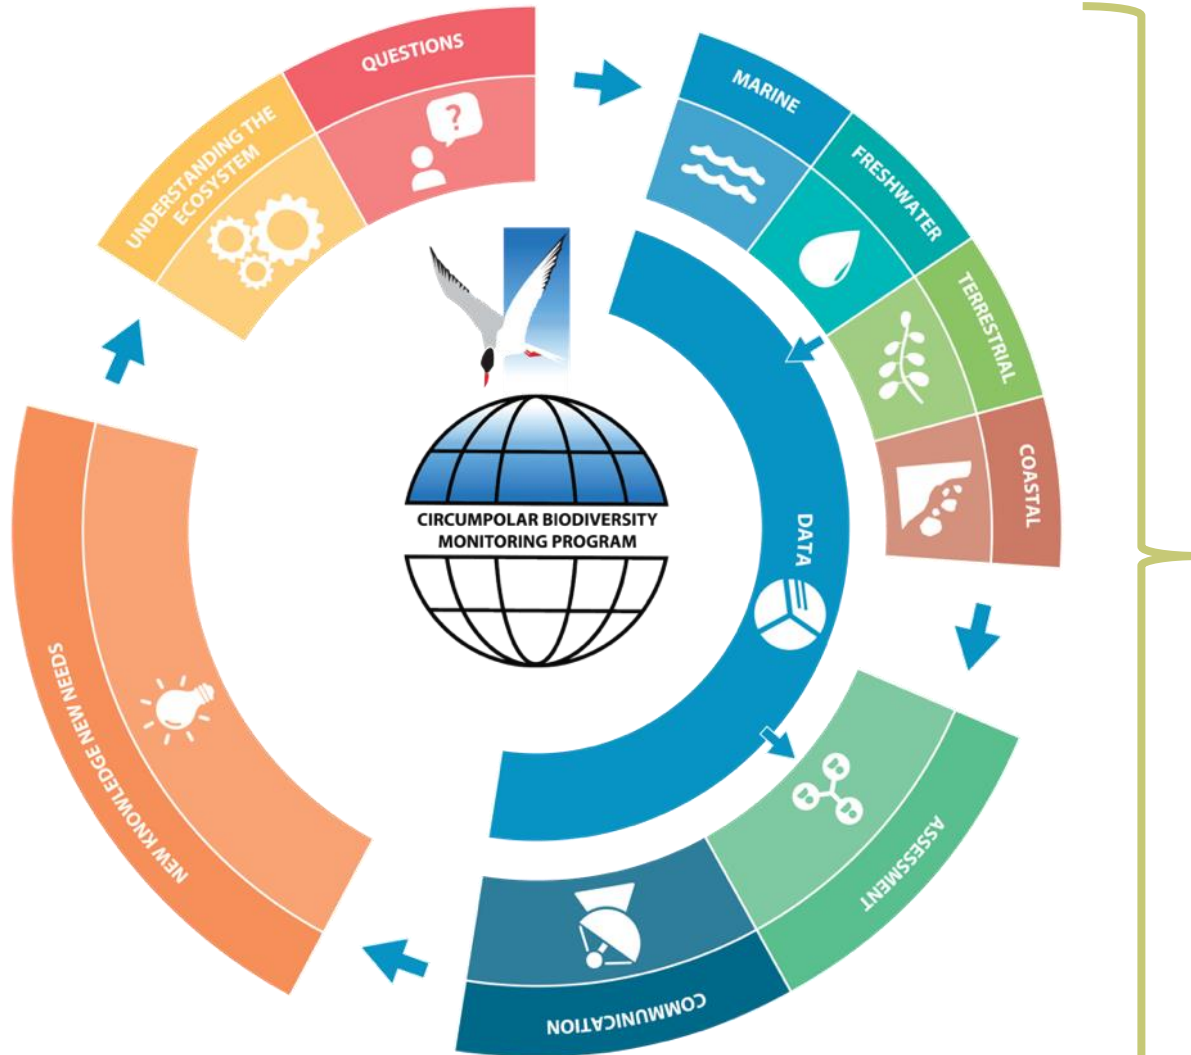 QUESTIONS
UNDERSTANDING THE
ECOSYSTEM
MARINE
FRESHWATER
TERRESTRIAL
COASTAL
DATA
CIRCUMPOLAR BIODIVERSITY
MONITORING PROGRAM
ASSESSMENT
COMMUNICATION
NEW KNOWLEDGE NEW NEEDS
?